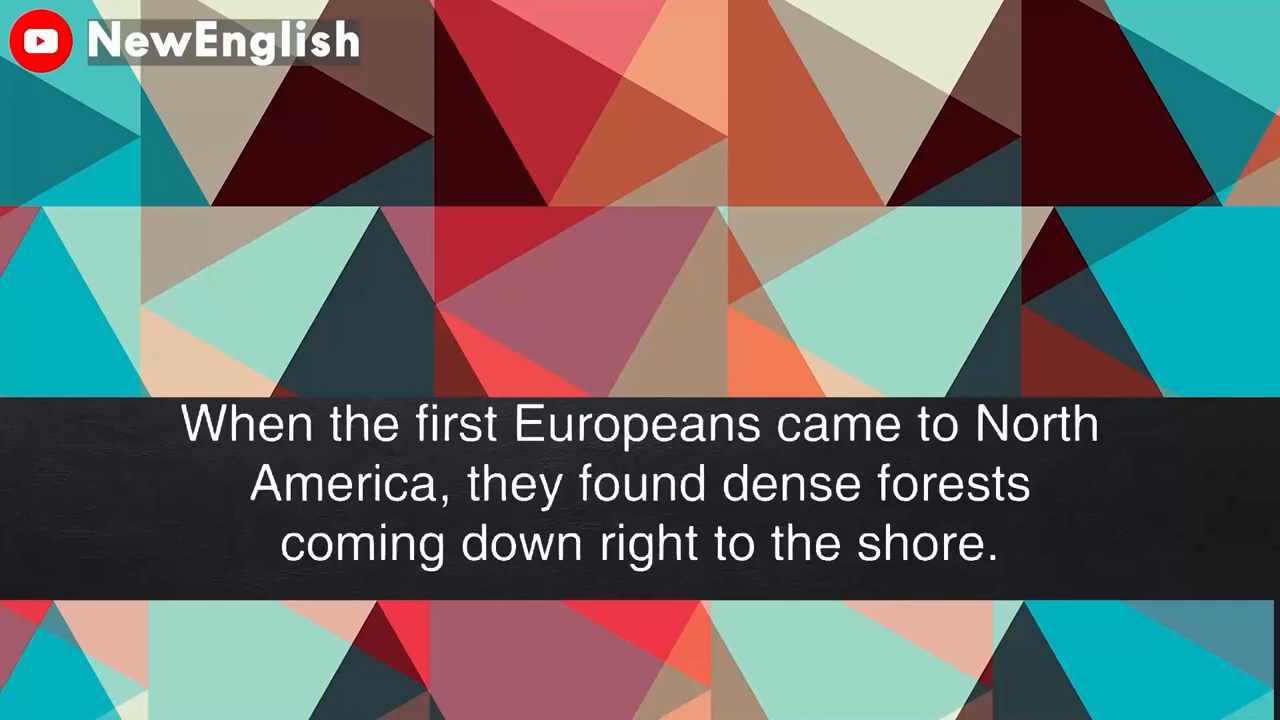 NewEnglish
When the first Europeans came to North
America, they found dense forests
coming down right to the shore.